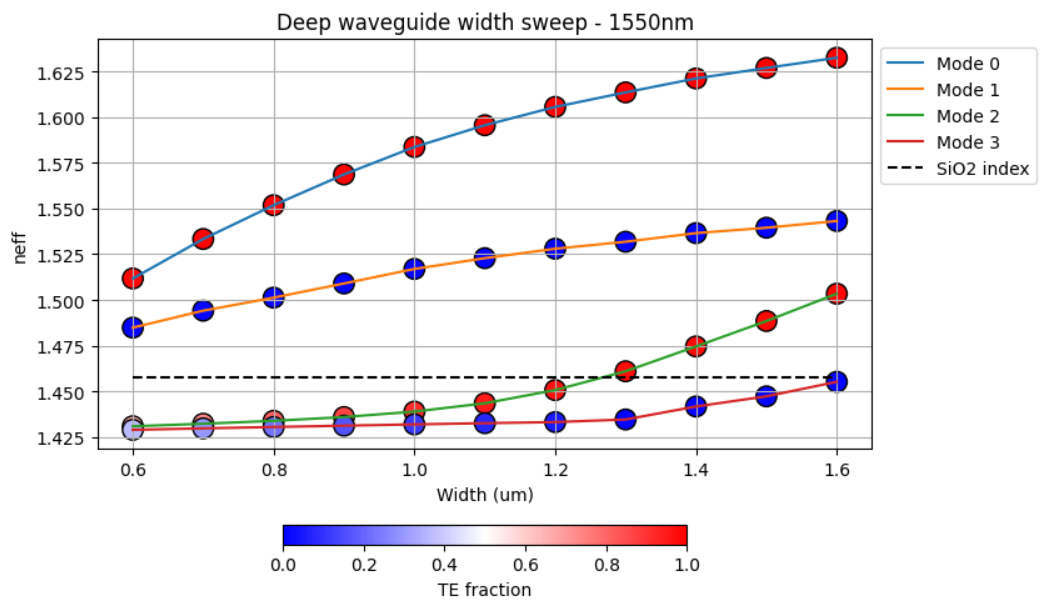 Deep waveguide width sweep - 1550nm
Mode 0
Mode 1
Mode 2
Mode 3
SiO2 index
neff
1.625
1.600
1.575
1.550
1.525
1.500
1.475
1.450
1.425
0.6 0.8 1.0 1.2 1.4 1.6
Width (um)
0.0 0.2 0.4 0.6 0.8 1.0
TE fraction